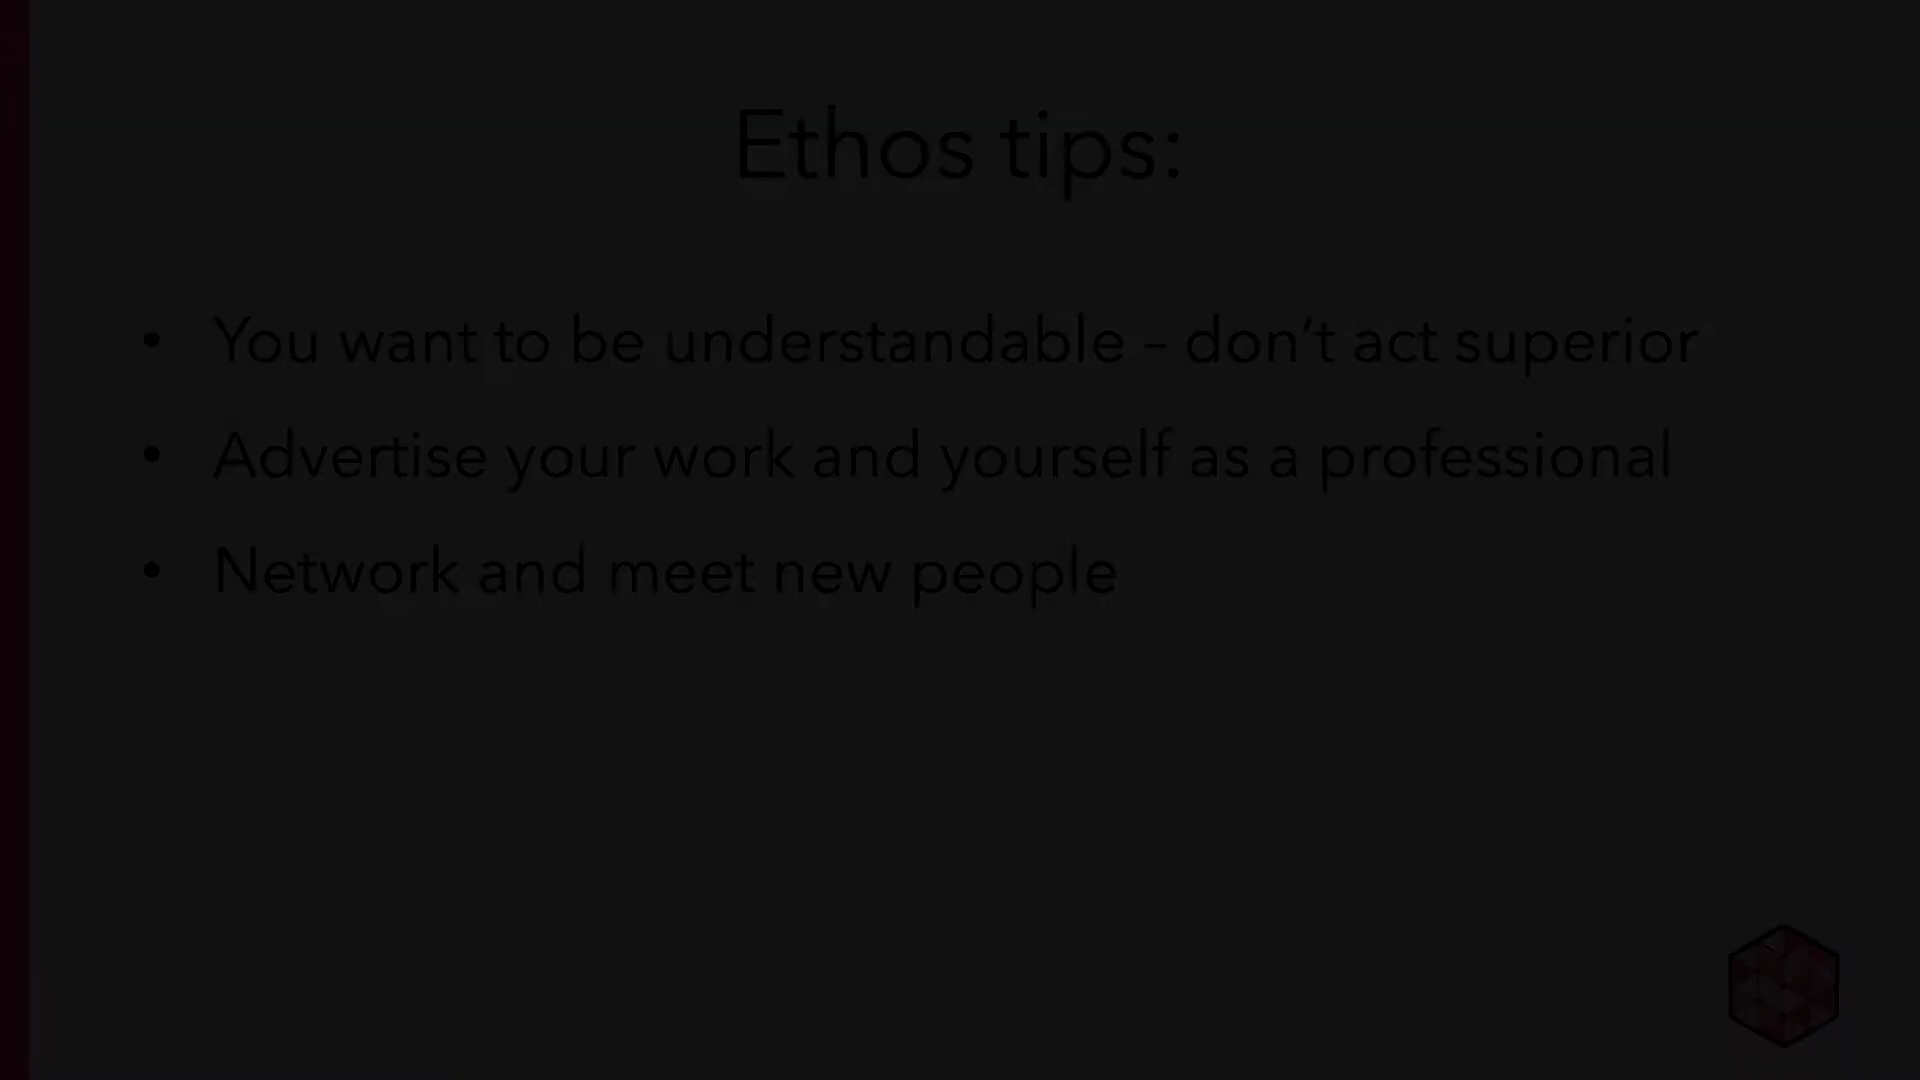 Ethos tips:
• You want to be understandable – don’t act superior
• Advertise your work and yourself as a professional
• Network and meet new people